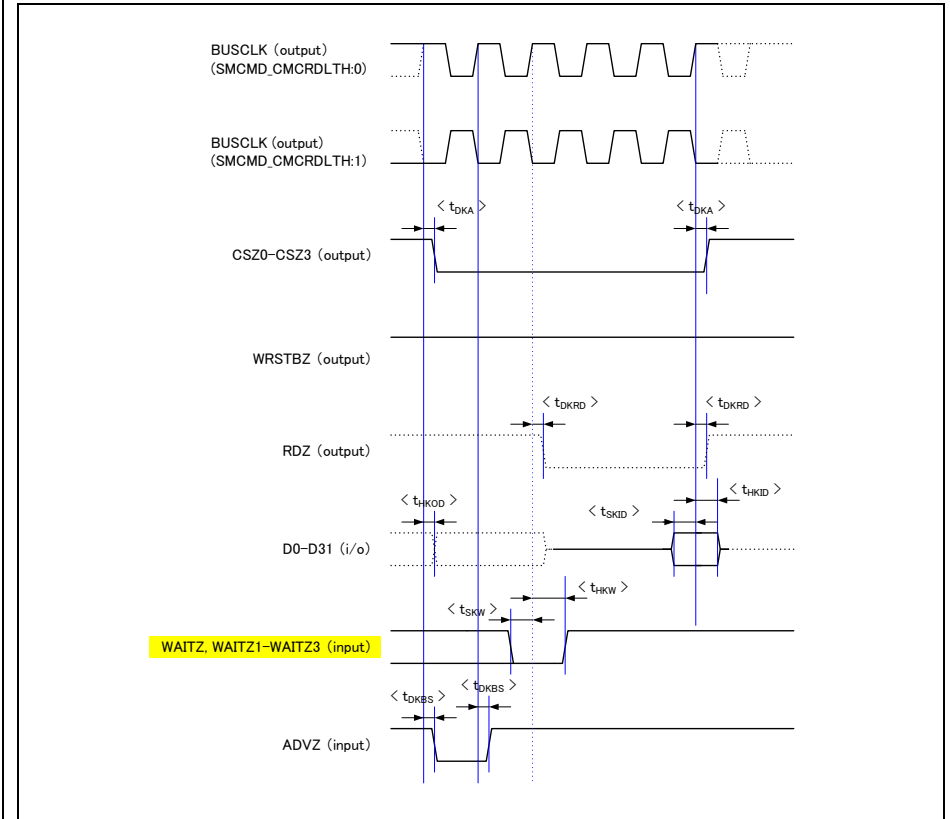 BUSCLK (output)
(SMCMD_CMCRDLTH:0)
BUSCLK (output)
(SMCMD_CMCRDLTH:1)
< tDKA > < tDKA >
CSZ0-CSZ3 (output)
WRSTBZ (output)
< tDKRD > < tDKRD >
RDZ (output)
< tHKOD > < tSKID > < tHKID >
D0-D31 (i/o)
< tSKW > < tHKW >
WAITZ, WAITZ1-WAITZ3 (input)
< tDKBS > < tDKBS >
ADVZ (input)